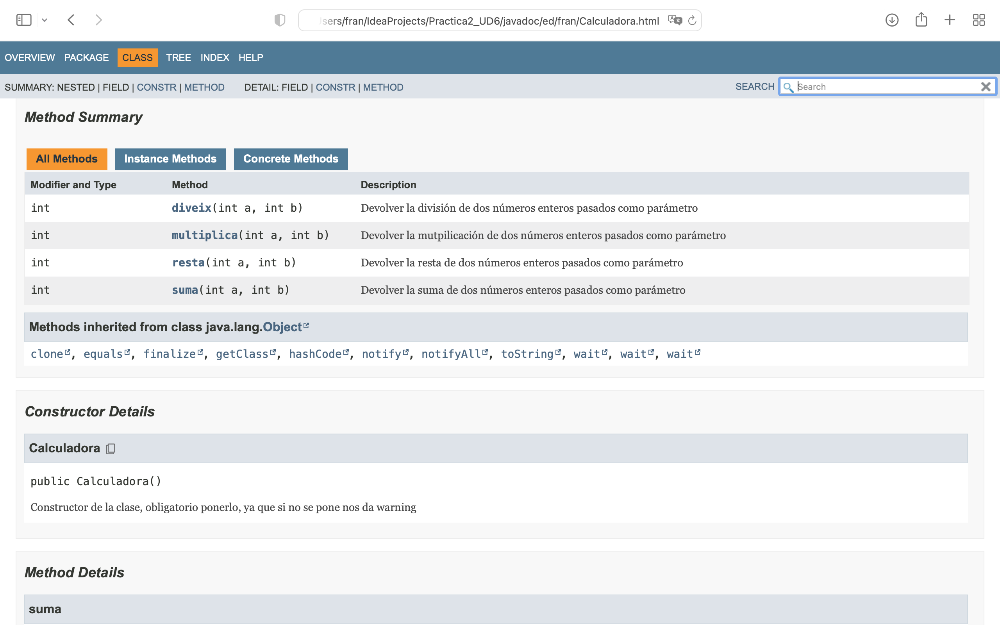 sers/fran/IdeaProjects/Practica2_UD6/javadoc/ed/fran/Calculadora.html
OVERVIEW PACKAGE CLASS TREE INDEX HELP
SUMMARY: NESTED | FIELD | CONSTR | METHOD DETAIL: FIELD | CONSTR | METHOD SEARCH Search
Method Summary
All Methods Instance Methods Concrete Methods
Modifier and Type Method Description
int diveix(int a, int b) Devolver la división de dos números enteros pasados como parámetro
int multiplica(int a, int b) Devolver la mutpilicación de dos números enteros pasados como parámetro
int resta(int a, int b) Devolver la resta de dos números enteros pasados como parámetro
int suma(int a, int b) Devolver la suma de dos números enteros pasados como parámetro
Methods inherited from class java.lang.Object
clone, equals, finalize, getClass, hashCode, notify, notifyAll, toString, wait, wait, wait
Constructor Details
Calculadora
public Calculadora()
Constructor de la clase, obligatorio ponerlo, ya que si no se pone nos da warning
Method Details
suma